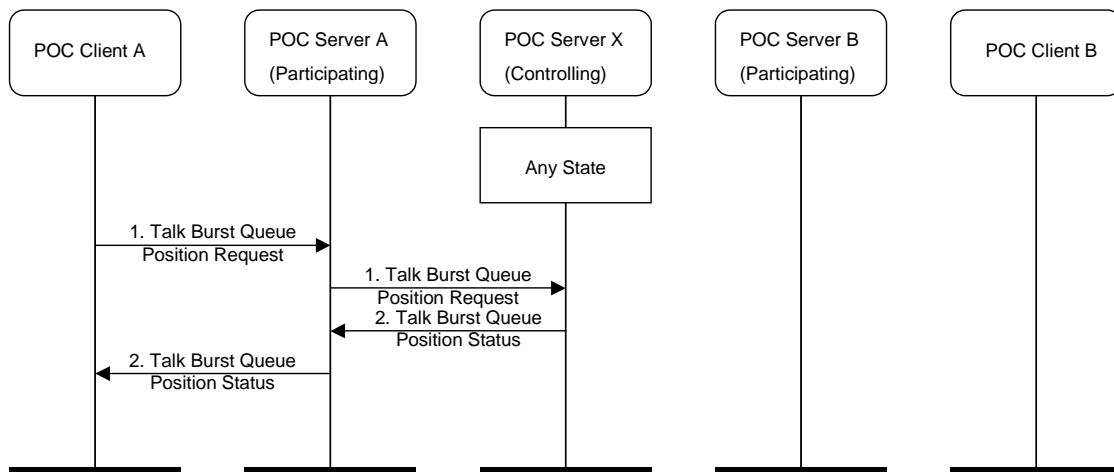 POC Client A
POC Server A
(Participating)
POC Server X
(Controlling)
POC Server B
(Participating)
POC Client B
Any State
1. Talk Burst Queue
Position Request
1. Talk Burst Queue
Position Request
2. Talk Burst Queue
Position Status
2. Talk Burst Queue
Position Status